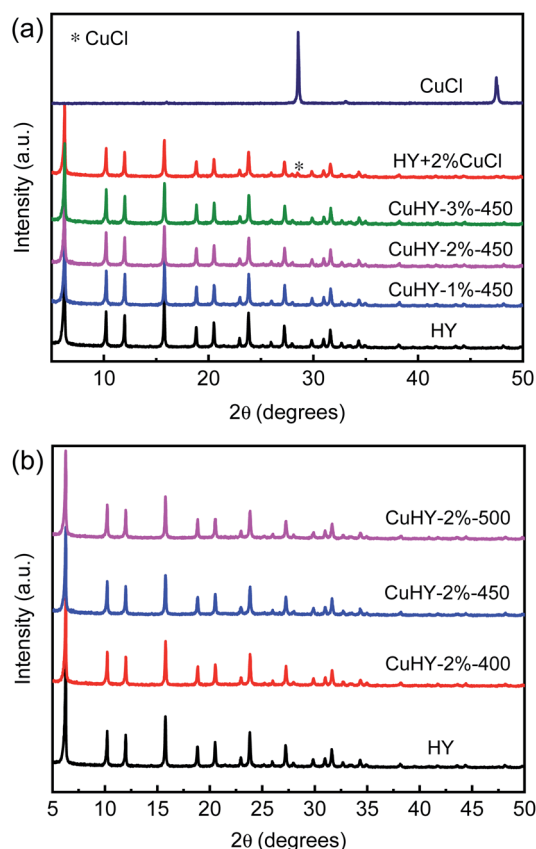 (a)
* CuCl
CuCl
*
HY+2%CuCl
CuHY-3%-450
CuHY-2%-450
CuHY-1%-450
HY
Intensity (a.u.)
10 20 30 40 50
2θ (degrees)
(b)
CuHY-2%-500
CuHY-2%-450
CuHY-2%-400
HY
Intensity (a.u.)
5 10 15 20 25 30 35 40 45 50
2θ (degrees)